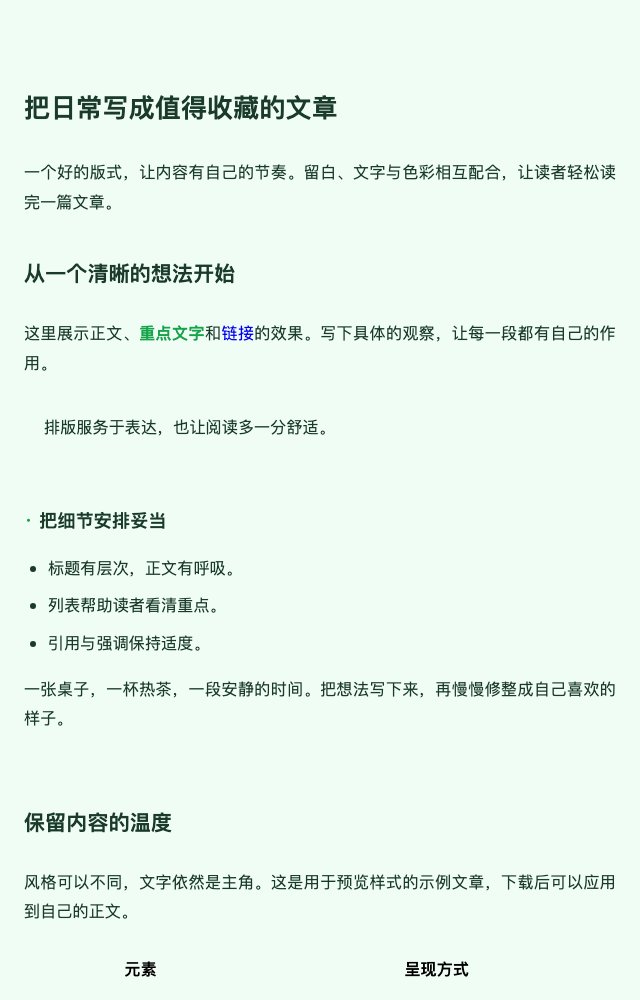 把日常写成值得收藏的文章
一个好的版式，让内容有自己的节奏。留白、文字与色彩相互配合，让读者轻松读
完一篇文章。
从一个清晰的想法开始
这里展示正文、重点文字和链接的效果。写下具体的观察，让每一段都有自己的作
用。
排版服务于表达，也让阅读多一分舒适。
· 把细节安排妥当
• 标题有层次，正文有呼吸。
• 列表帮助读者看清重点。
• 引用与强调保持适度。
一张桌子，一杯热茶，一段安静的时间。把想法写下来，再慢慢修整成自己喜欢的
样子。
保留内容的温度
风格可以不同，文字依然是主角。这是用于预览样式的示例文章，下载后可以应用
到自己的正文。
元素 呈现方式